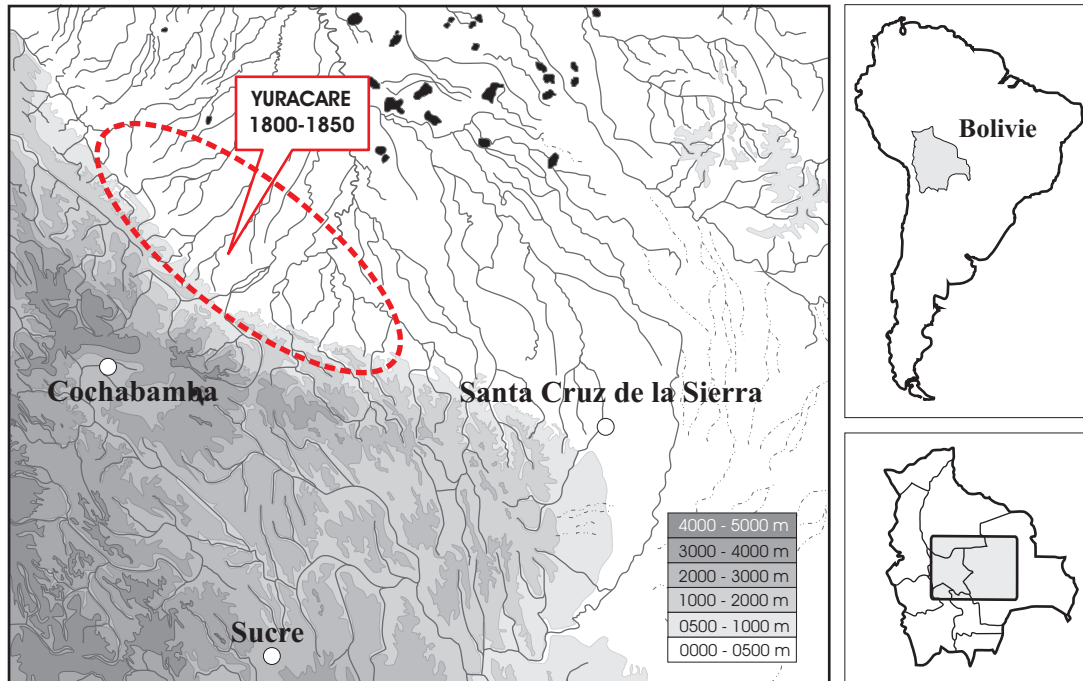 YURACARE
1800-1850
Bolivie
Cochabamba
Santa Cruz de la Sierra
Sucre
4000 - 5000 m
3000 - 4000 m
2000 - 3000 m
1000 - 2000 m
0500 - 1000 m
0000 - 0500 m